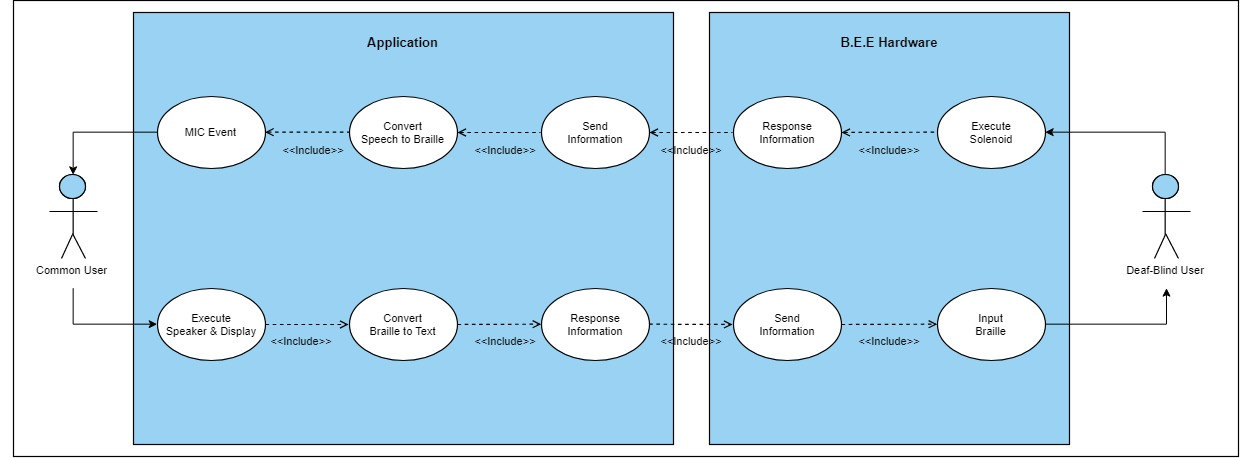 Application
B.E.E Hardware
MIC Event
Convert
Speech to Braille
Send
Information
Response
Information
Execute
Solenoid
<<Include>>
<<Include>>
<<Include>>
<<Include>>
Common User
Deaf-Blind User
Execute
Speaker & Display
Convert
Braille to Text
Response
Information
Send
Information
Input
Braille
<<Include>>
<<Include>>
<<Include>>
<<Include>>